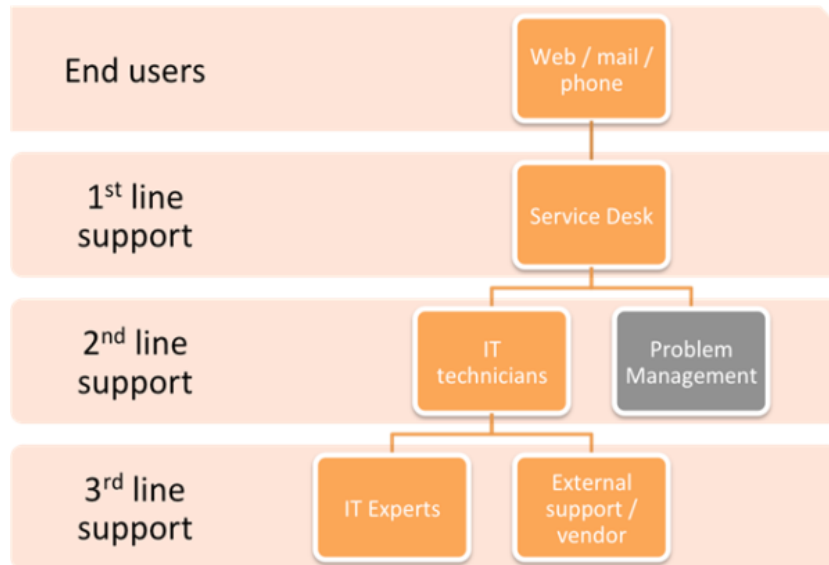 End users
Web / mail /
phone
1st line
support
Service Desk
2nd line
support
IT
technicians
Problem
Management
3rd line
support
IT Experts
External
support /
vendor